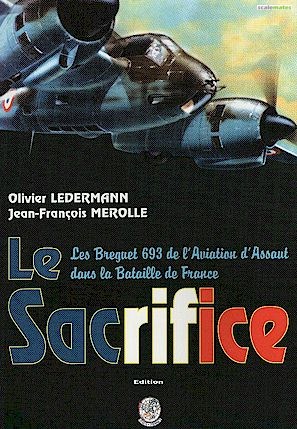 scalemates
Olivier LEDERMANN
Jean-François MEROLLE
Le
Les Breguet 693 de l'Aviation d'Assaut
dans la Bataille de France
Sacrifice
Edition